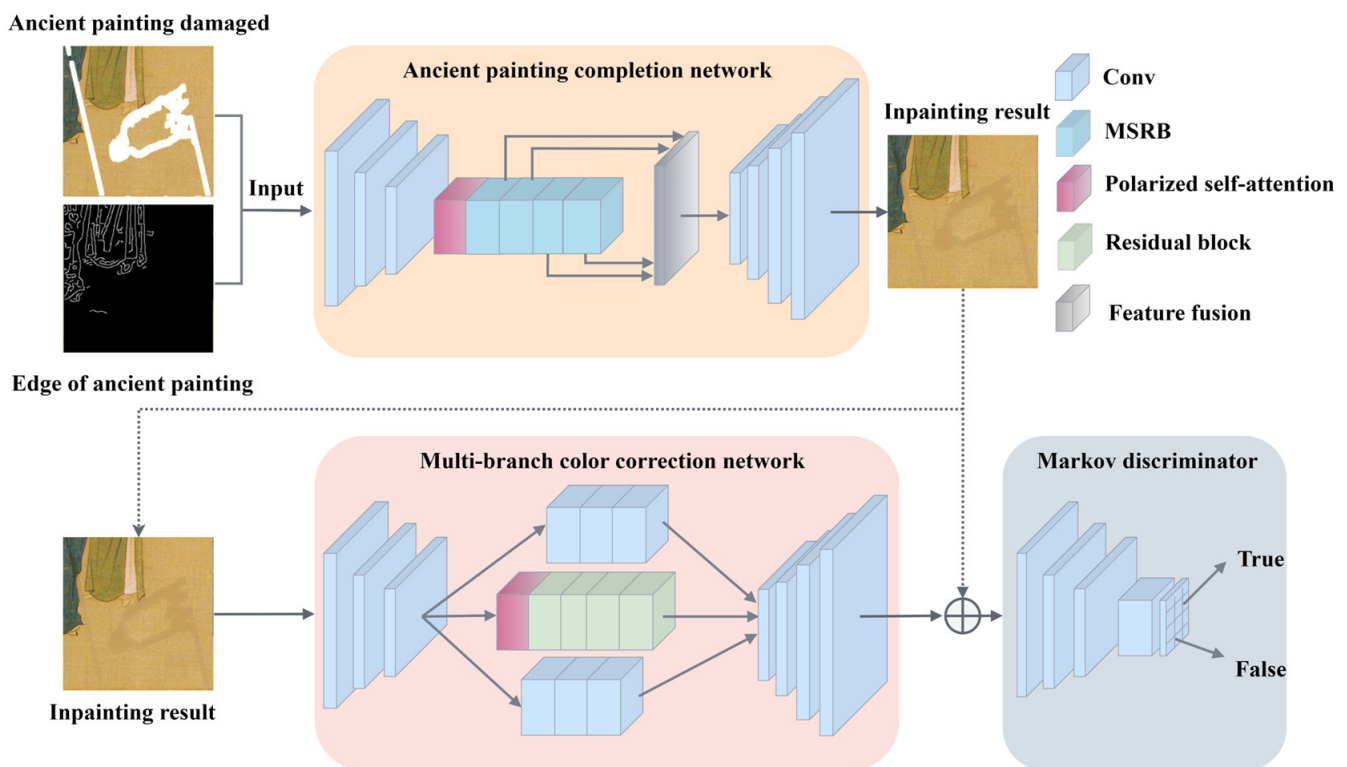 Ancient painting damaged
Ancient painting completion network
Input
Inpainting result
Conv
MSRB
Polarized self-attention
Residual block
Feature fusion
Edge of ancient painting
Multi-branch color correction network
Markov discriminator
True
False
Inpainting result